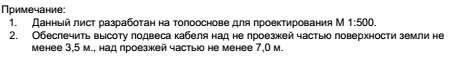 Примечание:
1. Данный лист разработан на топооснове для проектирования М 1:500.
2. Обеспечить высоту подвеса кабеля над не проезжей частью поверхности земли не
менее 3,5 м., над проезжей частью не менее 7,0 м.